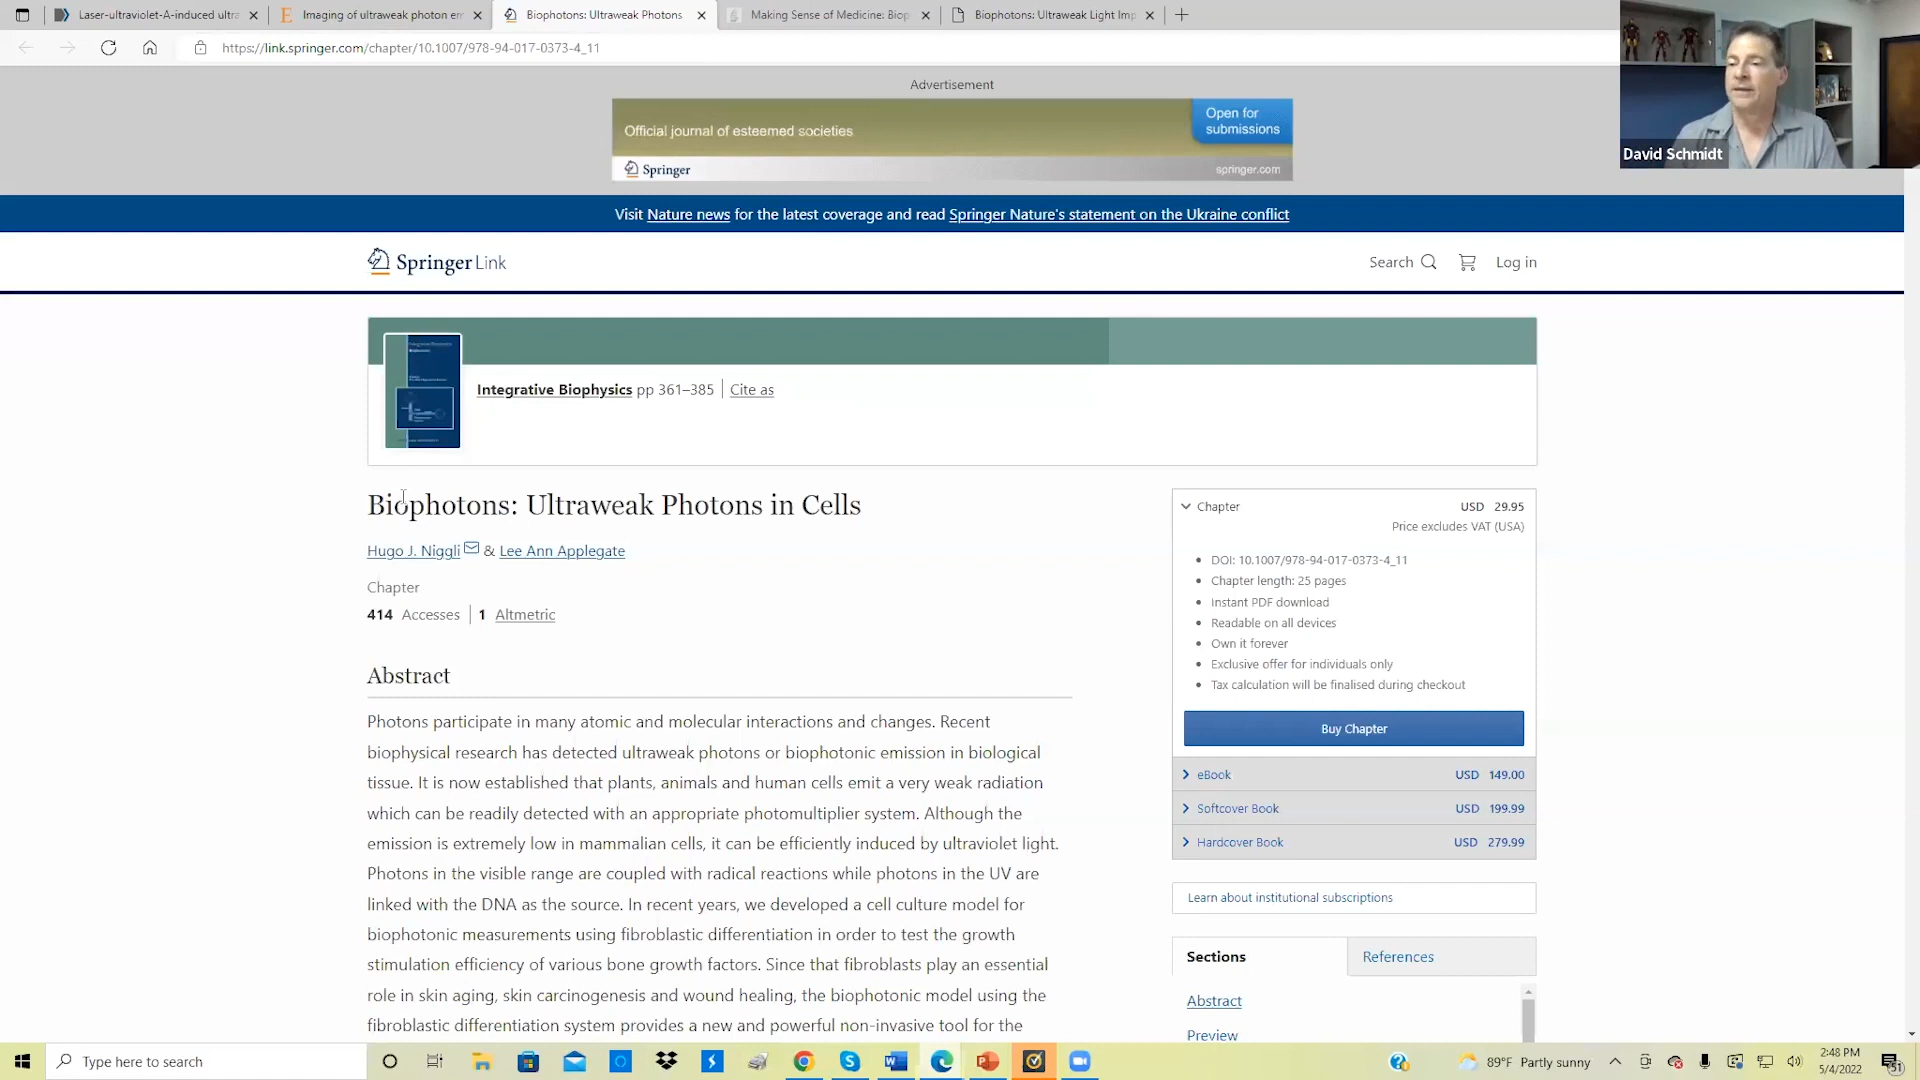 Laser-ultraviolet-A-induced ultra
Imaging of ultraweak photon em
Biophotons: Ultraweak Photons
Making Sense of Medicine: Biop
Biophotons: Ultraweak Light Imp
https://link.springer.com/chapter/10.1007/978-94-017-0373-4_11
Advertisement
Official journal of esteemed societies
Open for
submissions
Springer
springer.com
David Schmidt
Visit Nature news for the latest coverage and read Springer Nature's statement on the Ukraine conflict
Springer Link
Search
Log in
Integrative Biophysics pp 361–385 | Cite as
Biophotons: Ultraweak Photons in Cells
Hugo J. Niggli & Lee Ann Applegate
Chapter
414 Accesses | 1 Altmetric
Abstract
Photons participate in many atomic and molecular interactions and changes. Recent
biophysical research has detected ultraweak photons or biophotonic emission in biological
tissue. It is now established that plants, animals and human cells emit a very weak radiation
which can be readily detected with an appropriate photomultiplier system. Although the
emission is extremely low in mammalian cells, it can be efficiently induced by ultraviolet light.
Photons in the visible range are coupled with radical reactions while photons in the UV are
linked with the DNA as the source. In recent years, we developed a cell culture model for
biophotonic measurements using fibroblastic differentiation in order to test the growth
stimulation efficiency of various bone growth factors. Since that fibroblasts play an essential
role in skin aging, skin carcinogenesis and wound healing, the biophotonic model using the
fibroblastic differentiation system provides a new and powerful non-invasive tool for the
Chapter USD 29.95
Price excludes VAT (USA)
DOI: 10.1007/978-94-017-0373-4_11
Chapter length: 25 pages
Instant PDF download
Readable on all devices
Own it forever
Exclusive offer for individuals only
Tax calculation will be finalised during checkout
Buy Chapter
eBook USD 149.00
Softcover Book USD 199.99
Hardcover Book USD 279.99
Learn about institutional subscriptions
Sections
References
Abstract
Preview
Type here to search
89°F Partly sunny
2:48 PM
5/4/2022
51